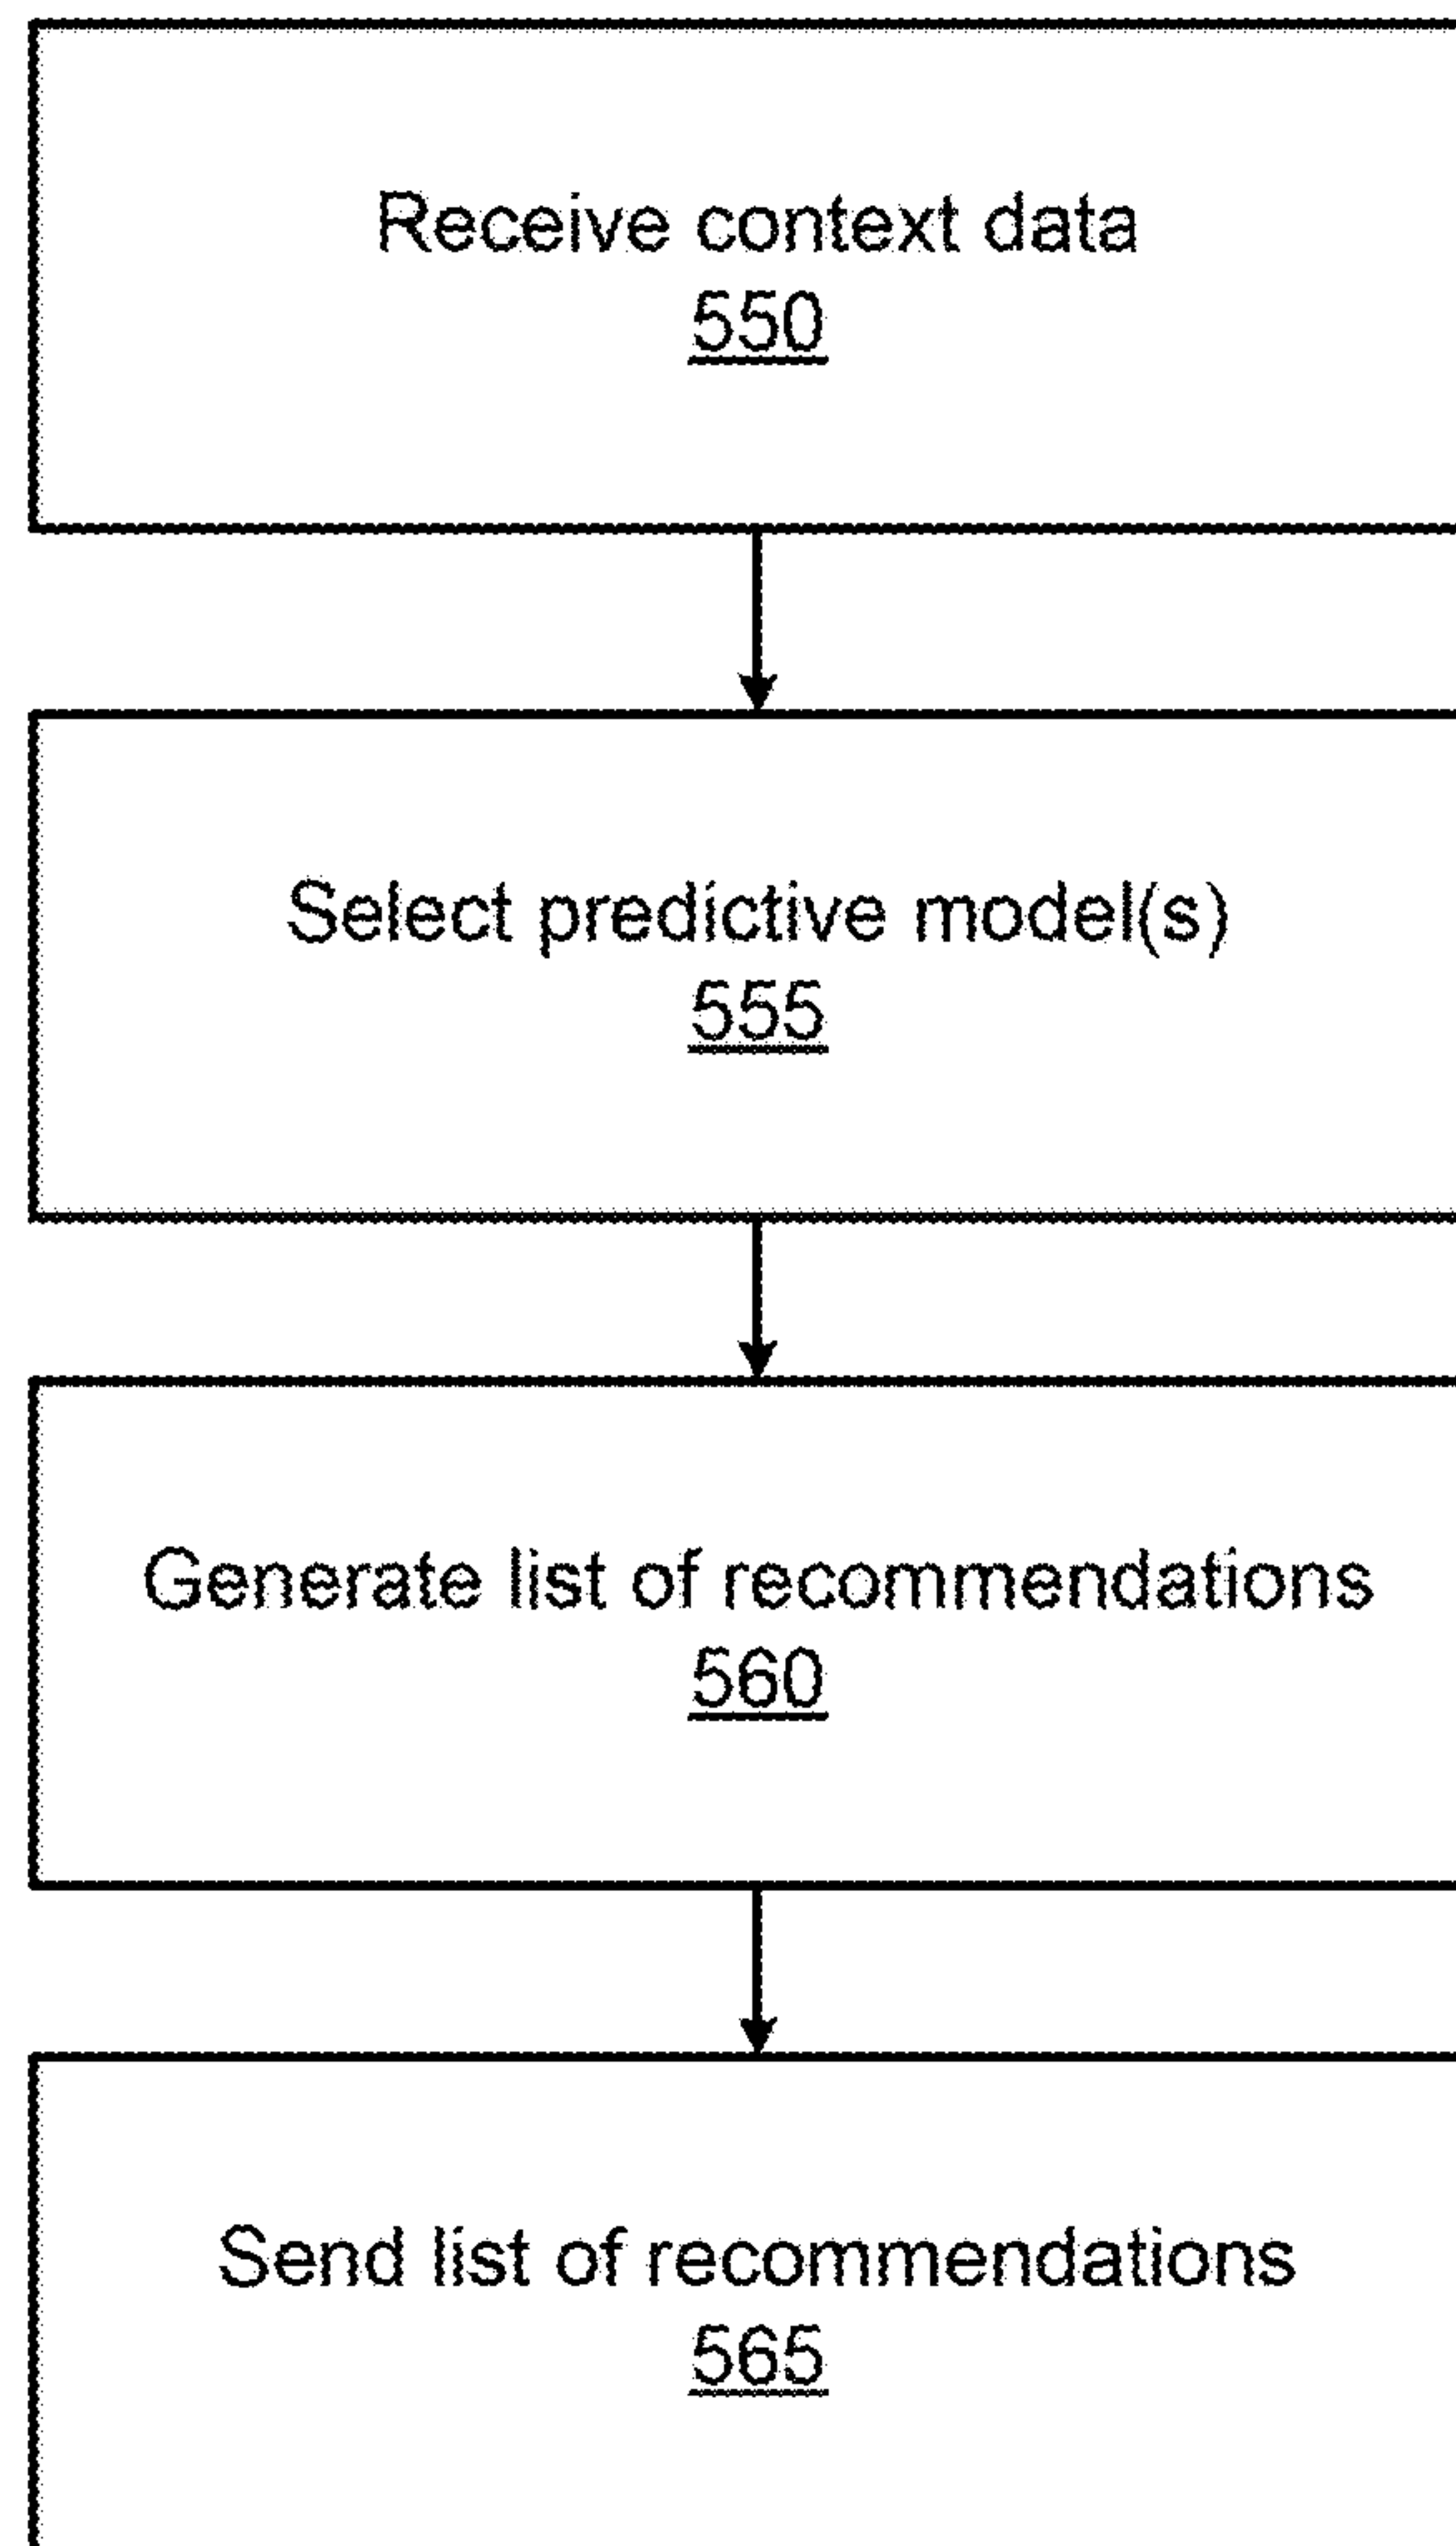 Receive context data
550
Select predictive model(s)
555
Generate list of recommendations
560
Send list of recommendations
565